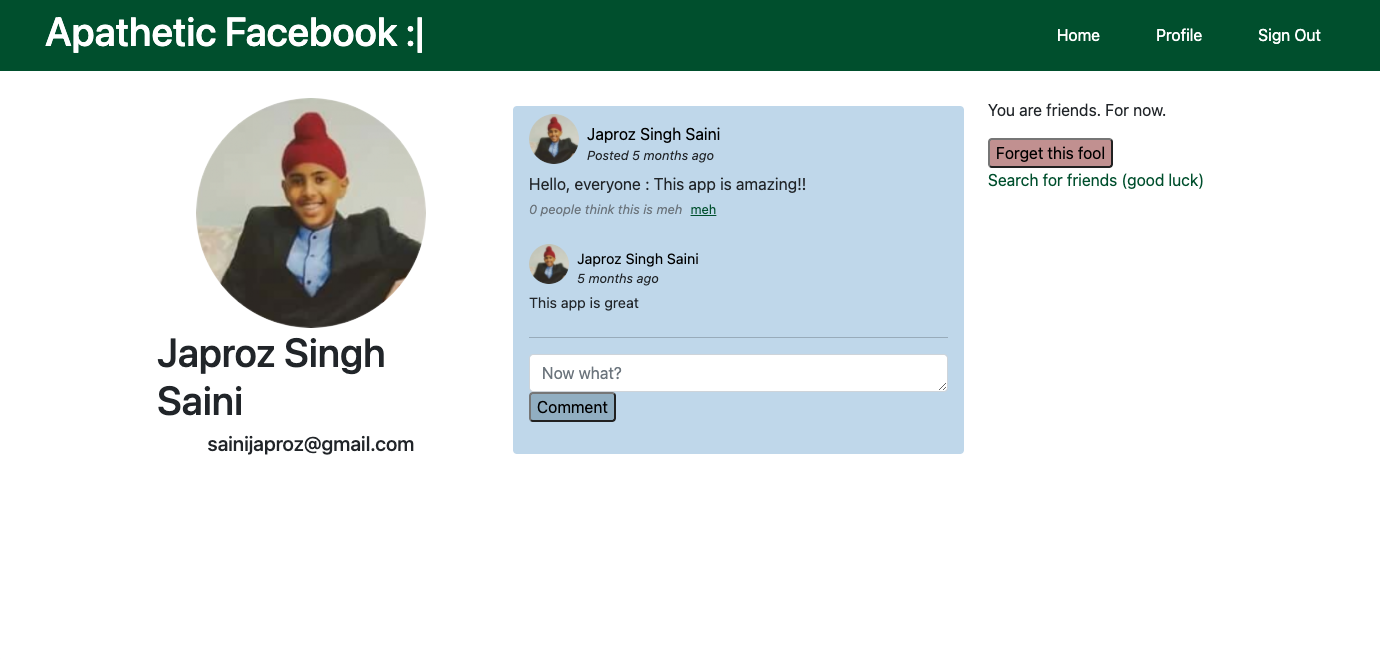 Apathetic Facebook :|
Home
Profile
Sign Out
Japroz Singh
Saini
sainijaproz@gmail.com
Japroz Singh Saini
Posted 5 months ago
Hello, everyone : This app is amazing!!
0 people think this is meh meh
Japroz Singh Saini
5 months ago
This app is great
Now what?
Comment
You are friends. For now.
Forget this fool
Search for friends (good luck)